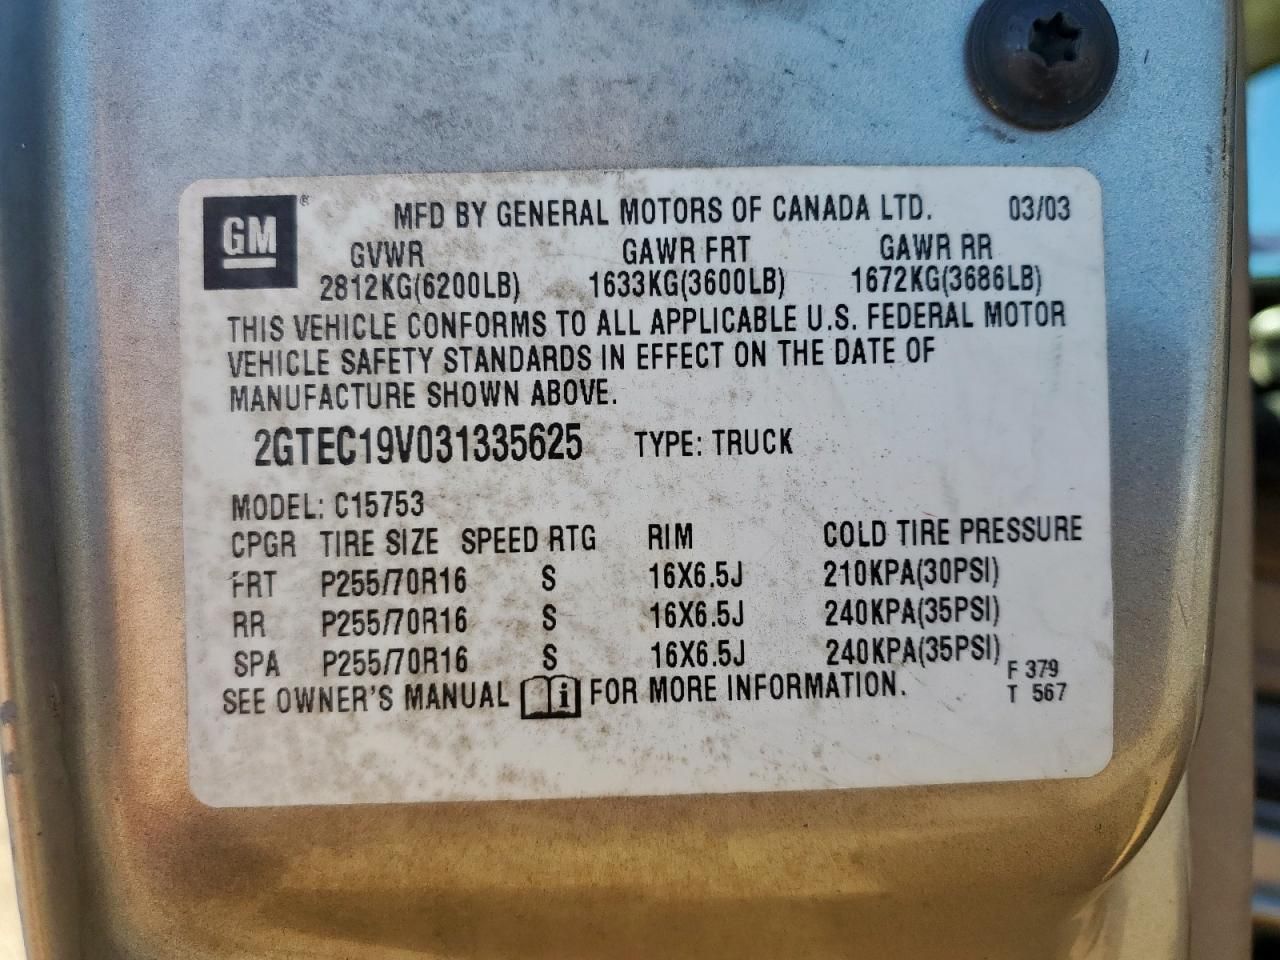 GM ® MFD BY GENERAL MOTORS OF CANADA LTD. 03/03
GVWR GAWR FRT GAWR RR
2812KG(6200LB) 1633KG(3600LB) 1672KG(3686LB)
THIS VEHICLE CONFORMS TO ALL APPLICABLE U.S. FEDERAL MOTOR
VEHICLE SAFETY STANDARDS IN EFFECT ON THE DATE OF
MANUFACTURE SHOWN ABOVE.
2GTEC19V031335625 TYPE: TRUCK
MODEL: C15753
CPGR TIRE SIZE SPEED RTG RIM COLD TIRE PRESSURE
FRT P255/70R16 S 16X6.5J 210KPA(30PSI)
RR P255/70R16 S 16X6.5J 240KPA(35PSI)
SPA P255/70R16 S 16X6.5J 240KPA(35PSI)
F 379
SEE OWNER'S MANUAL i FOR MORE INFORMATION. T 567